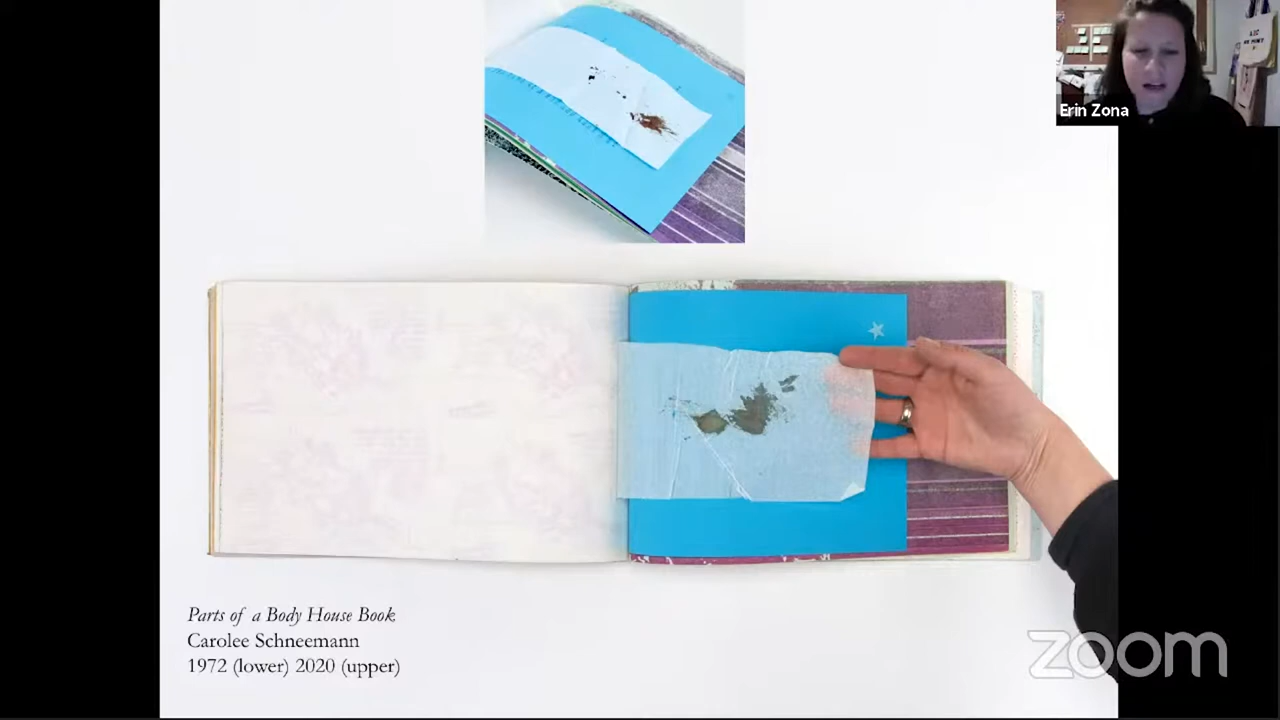 Erin Zona
Parts of a Body House Book
Carolee Schneemann
1972 (lower) 2020 (upper)
zoom